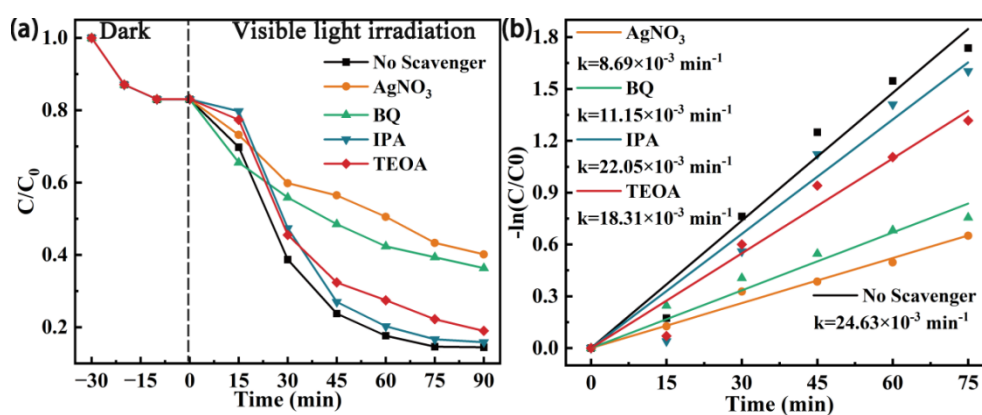 (a)
Dark
Visible light irradiation
No Scavenger
AgNO₃
BQ
IPA
TEOA
C/C₀
1.0
0.8
0.6
0.4
0.2
−30 −15 0 15 30 45 60 75 90
Time (min)
(b)
AgNO₃
k=8.69×10⁻³ min⁻¹
BQ
k=11.15×10⁻³ min⁻¹
IPA
k=22.05×10⁻³ min⁻¹
TEOA
k=18.31×10⁻³ min⁻¹
No Scavenger
k=24.63×10⁻³ min⁻¹
-ln(C/C0)
1.8
1.5
1.2
0.9
0.6
0.3
0.0
0 15 30 45 60 75
Time (min)